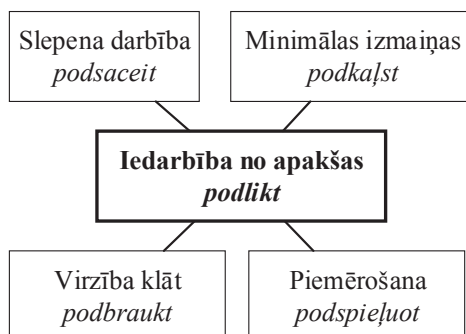 Slepena darbība
podsaceit
Minimālas izmaiņas
podkaļst
Iedarbība no apakšas
podlikt
Virzība klāt
podbraukt
Piemērošana
podspieļuot